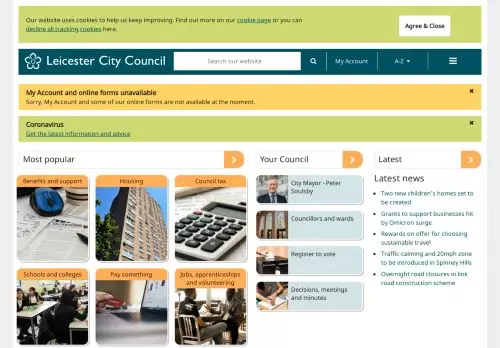 Our website uses cookies to help us keep improving. Find out more on our cookie page or you can
decline all tracking cookies here.
Agree & Close
Leicester City Council
Search our website
My Account
A-Z
My Account and online forms unavailable
Sorry, My Account and some of our online forms are not available at the moment.
Coronavirus
Get the latest information and advice
Most popular
Benefits and support
Housing
Council tax
Schools and colleges
Pay something
Jobs, apprenticeships
and volunteering
Your Council
City Mayor - Peter
Soulsby
Councillors and wards
Register to vote
Decisions, meetings
and minutes
Latest
Latest news
Two new children's homes set to
be created
Grants to support businesses hit
by Omicron surge
Rewards on offer for choosing
sustainable travel
Traffic-calming and 20mph zone
to be introduced in Spinney Hills
Overnight road closures at link
road construction scheme